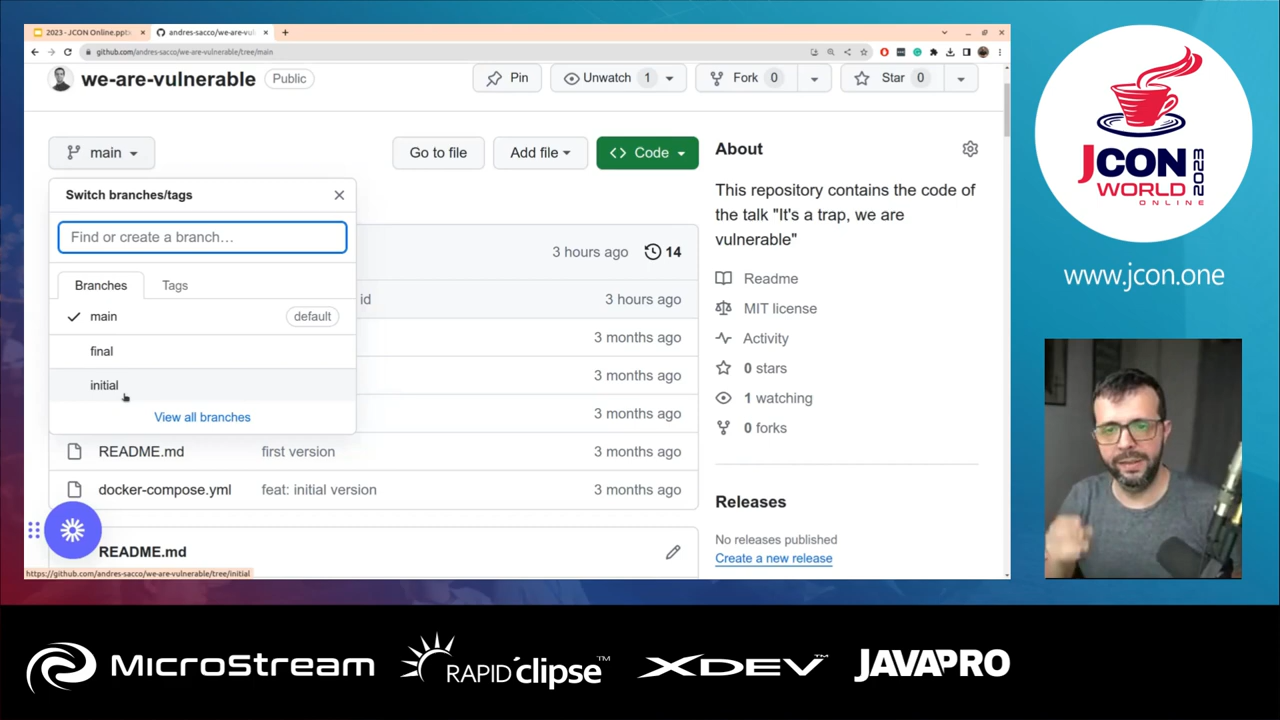 2023 - JCON Online.pptx
andres-sacco/we-are-vulnerable
github.com/andres-sacco/we-are-vulnerable/tree/main
we-are-vulnerable
Public
Pin
Unwatch 1
Fork 0
Star 0
main
Go to file
Add file
<> Code
Switch branches/tags
Find or create a branch…
Branches
Tags
main
default
final
initial
View all branches
3 hours ago
14
id
3 hours ago
3 months ago
3 months ago
3 months ago
README.md
first version
3 months ago
docker-compose.yml
feat: initial version
3 months ago
README.md
https://github.com/andres-sacco/we-are-vulnerable/tree/initial
About
This repository contains the code of
the talk "It's a trap, we are
vulnerable"
Readme
MIT license
Activity
0 stars
1 watching
0 forks
Releases
No releases published
Create a new release
JCON
WORLD 2023
ONLINE
www.jcon.one
MICROSTREAM
RAPID'clipse™
XDEV™
JAVAPRO